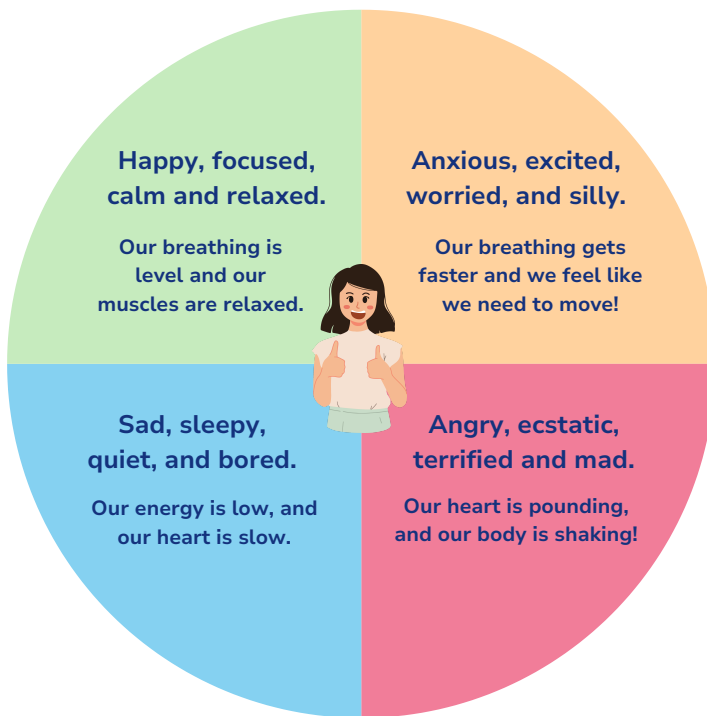 Happy, focused,
calm and relaxed.
Our breathing is
level and our
muscles are relaxed.
Anxious, excited,
worried, and silly.
Our breathing gets
faster and we feel like
we need to move!
Sad, sleepy,
quiet, and bored.
Our energy is low, and
our heart is slow.
Angry, ecstatic,
terrified and mad.
Our heart is pounding,
and our body is shaking!